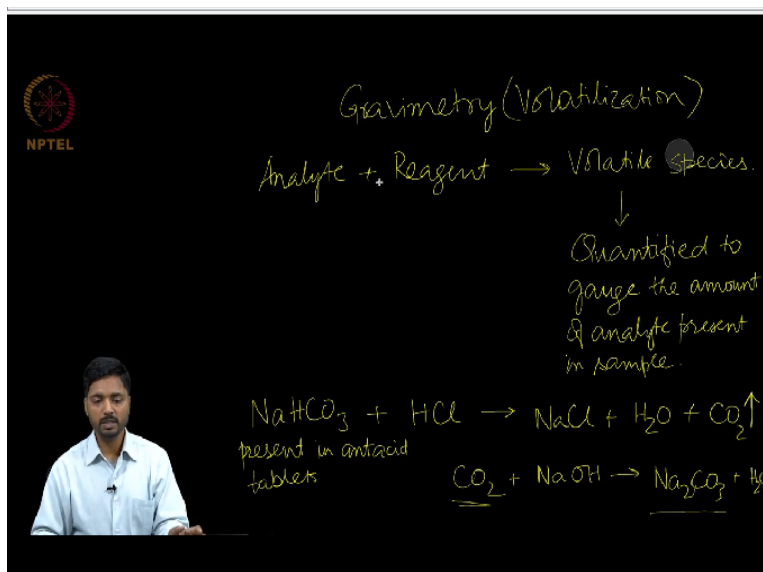 NPTEL
Gravimetry (Volatilization)
Analyte + Reagent → Volatile species.
↓
Quantified to
gauge the amount
of analyte present
in sample.
NaHCO₃ + HCl → NaCl + H₂O + CO₂↑
present in antacid
tablets
CO₂ + NaOH → Na₂CO₃ + H₂